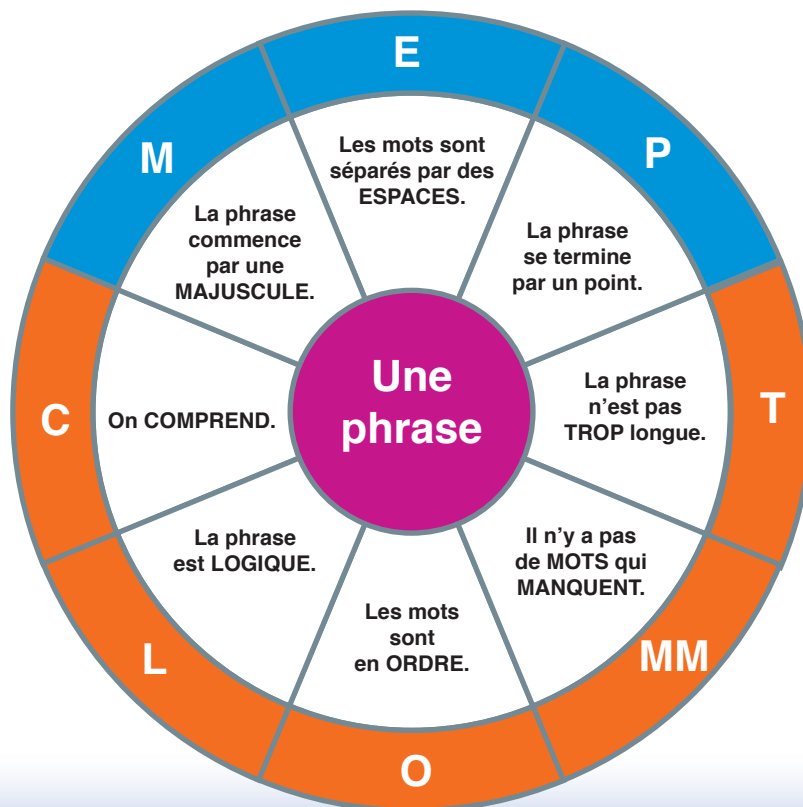 Une
phrase
M
La phrase
commence
par une
MAJUSCULE.
E
Les mots sont
séparés par des
ESPACES.
P
La phrase
se termine
par un point.
T
La phrase
n’est pas
TROP longue.
MM
Il n’y a pas
de MOTS qui
MANQUENT.
O
Les mots
sont
en ORDRE.
L
La phrase
est LOGIQUE.
C
On COMPREND.